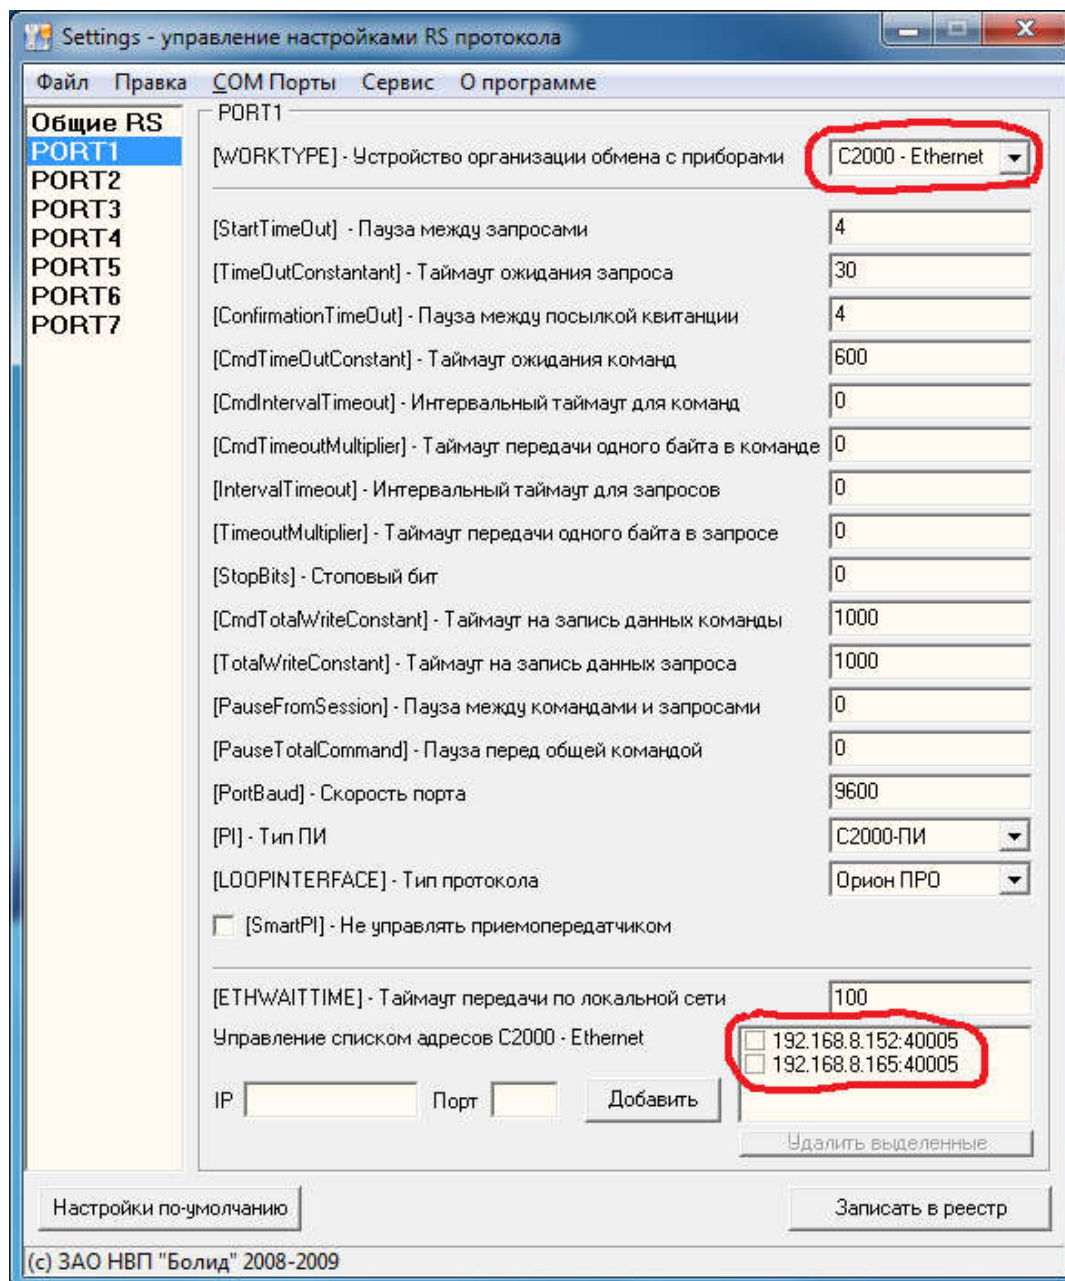 Settings - управление настройками RS протокола
Файл Правка COM Порты Сервис О программе
Общие RS
PORT1
PORT2
PORT3
PORT4
PORT5
PORT6
PORT7
PORT1
[WORKTYPE] - Устройство организации обмена с приборами C2000 - Ethernet
[StartTimeOut] - Пауза между запросами 4
[TimeOutConstantant] - Таймаут ожидания запроса 30
[ConfirmationTimeOut] - Пауза между посылкой квитанции 4
[CmdTimeOutConstant] - Таймаут ожидания команд 600
[CmdIntervalTimeout] - Интервальный таймаут для команд 0
[CmdTimeoutMultiplier] - Таймаут передачи одного байта в команде 0
[IntervalTimeout] - Интервальный таймаут для запросов 0
[TimeoutMultiplier] - Таймаут передачи одного байта в запросе 0
[StopBits] - Стоповый бит 0
[CmdTotalWriteConstant] - Таймаут на запись данных команды 1000
[TotalWriteConstant] - Таймаут на запись данных запроса 1000
[PauseFromSession] - Пауза между командами и запросами 0
[PauseTotalCommand] - Пауза перед общей командой 0
[PortBaud] - Скорость порта 9600
[PI] - Тип ПИ С2000-ПИ
[LOOPINTERFACE] - Тип протокола Орион ПРО
[SmartPI] - Не управлять приемопередатчиком
[ETHWAITTIME] - Таймаут передачи по локальной сети 100
Управление списком адресов C2000 - Ethernet
192.168.8.152:40005
192.168.8.165:40005
IP Порт Добавить
Удалить выделенные
Настройки по-умолчанию Записать в реестр
(c) ЗАО НВП "Болид" 2008-2009